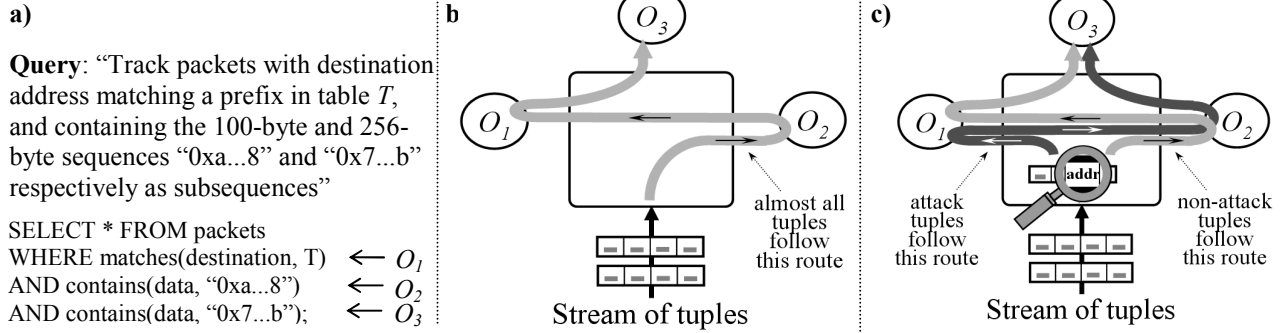 a)
Query: “Track packets with destination
address matching a prefix in table T,
and containing the 100-byte and 256-
byte sequences “0xa...8” and “0x7...b”
respectively as subsequences”
SELECT * FROM packets
WHERE matches(destination, T) ← O1
AND contains(data, “0xa...8”) ← O2
AND contains(data, “0x7...b”); ← O3
b
O3
O1
O2
almost all
tuples
follow
this route
Stream of tuples
c)
O3
O1
O2
addr
attack
tuples
follow
this route
non-attack
tuples
follow
this route
Stream of tuples